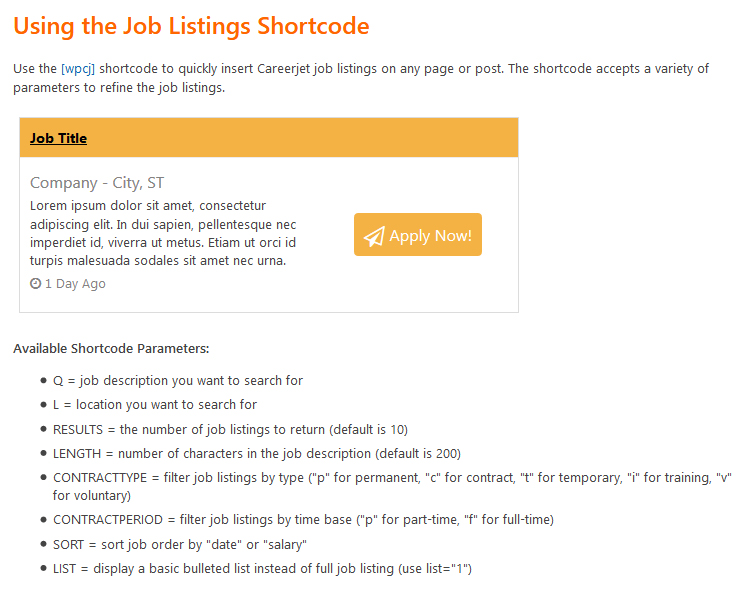 Using the Job Listings Shortcode
Use the [wpcj] shortcode to quickly insert Careerjet job listings on any page or post. The shortcode accepts a variety of
parameters to refine the job listings.
Job Title
Company - City, ST
Lorem ipsum dolor sit amet, consectetur
adipiscing elit. In dui sapien, pellentesque nec
imperdiet id, viverra ut metus. Etiam ut orci id
turpis malesuada sodales sit amet nec urna.
1 Day Ago
Apply Now!
Available Shortcode Parameters:
Q = job description you want to search for
L = location you want to search for
RESULTS = the number of job listings to return (default is 10)
LENGTH = number of characters in the job description (default is 200)
CONTRACTTYPE = filter job listings by type ("p" for permanent, "c" for contract, "t" for temporary, "i" for training, "v"
for voluntary)
CONTRACTPERIOD = filter job listings by time base ("p" for part-time, "f" for full-time)
SORT = sort job order by "date" or "salary"
LIST = display a basic bulleted list instead of full job listing (use list="1")